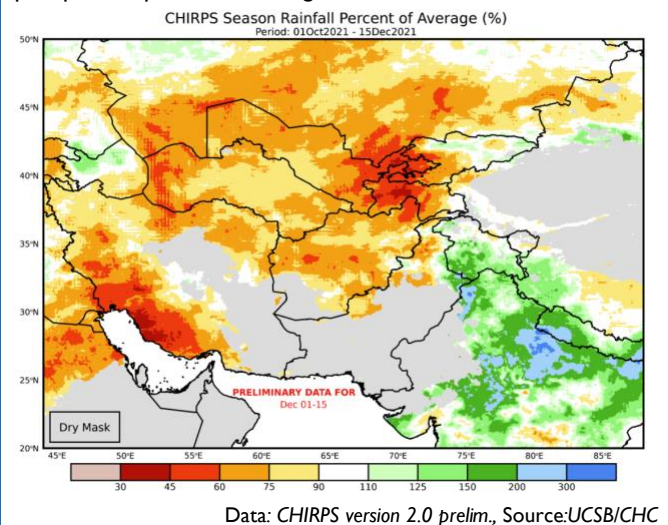 CHIRPS Season Rainfall Percent of Average (%)
Period: 01Oct2021 - 15Dec2021
50°N
45°N
40°N
35°N
30°N
25°N
20°N
PRELIMINARY DATA FOR
Dec 01-15
Dry Mask
45°E 50°E 55°E 60°E 65°E 70°E 75°E 80°E 85°E
30 45 60 75 90 110 125 150 200 300
Data: CHIRPS version 2.0 prelim., Source:UCSB/CHC